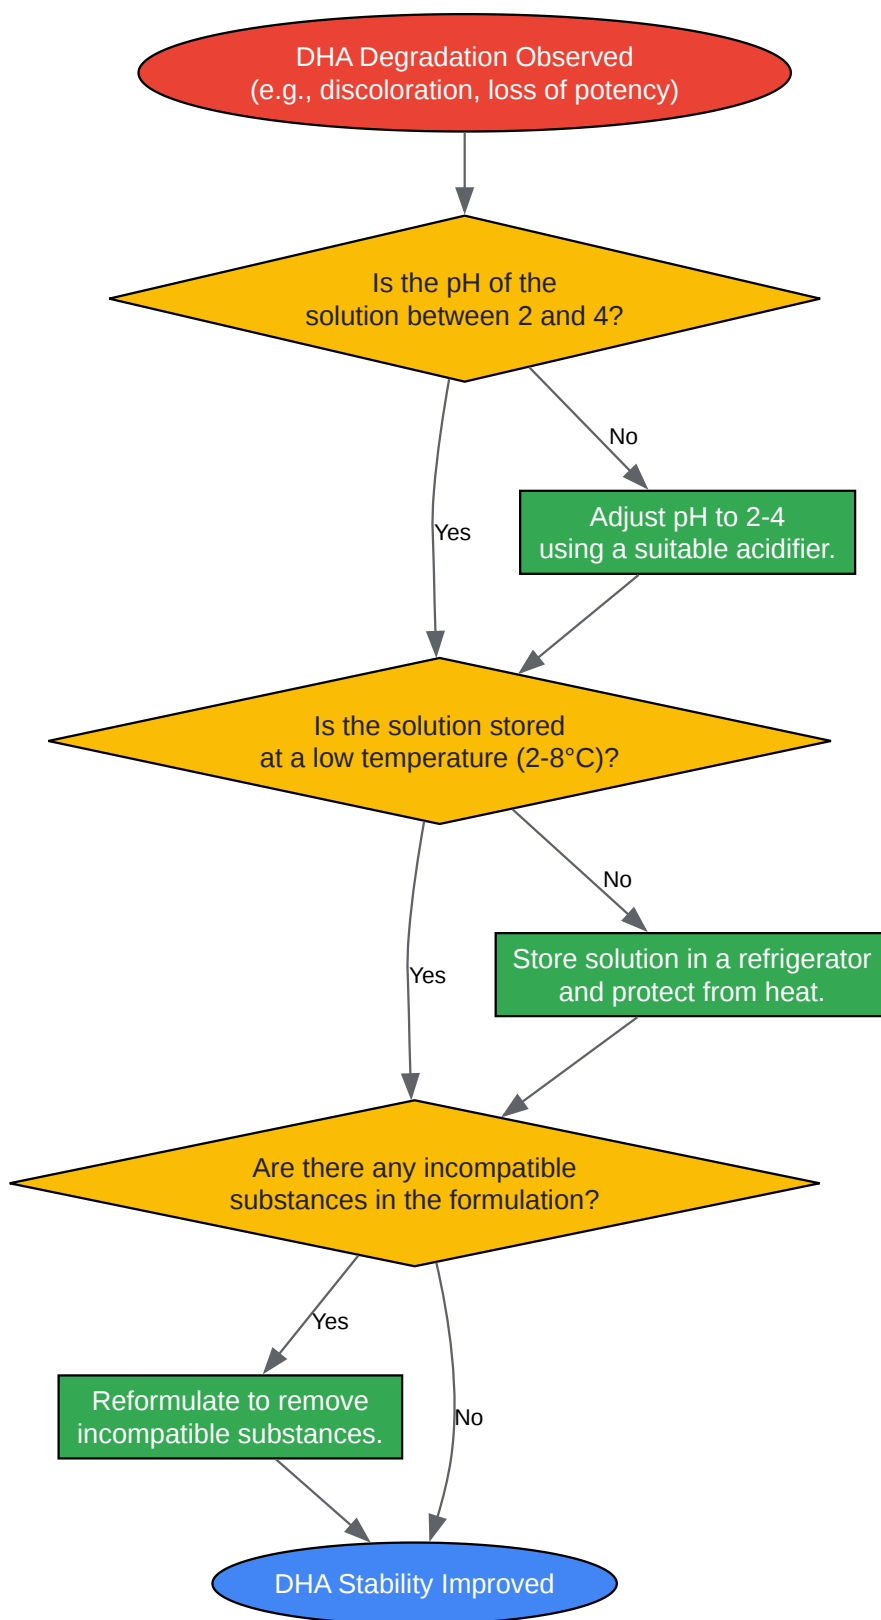 DHA Degradation Observed
(e.g., discoloration, loss of potency)
Is the pH of the
solution between 2 and 4?
No
Adjust pH to 2-4
using a suitable acidifier.
Yes
Is the solution stored
at a low temperature (2-8°C)?
No
Store solution in a refrigerator
and protect from heat.
Yes
Are there any incompatible
substances in the formulation?
Yes
Reformulate to remove
incompatible substances.
No
DHA Stability Improved